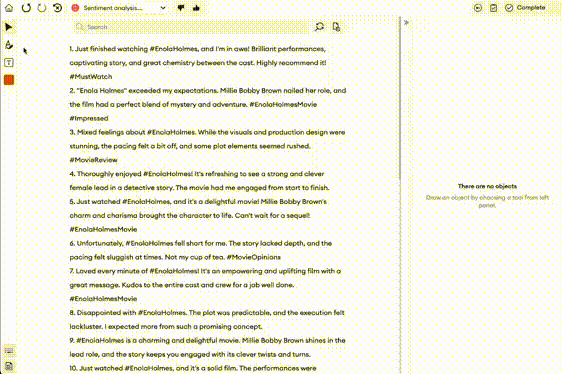 Sentiment analysis....
Complete
Search
1. Just finished watching #EnolaHolmes, and I'm in awe! Brilliant performances,
captivating story, and great chemistry between the cast. Highly recommend it!
#MustWatch
2. "Enola Holmes" exceeded my expectations. Millie Bobby Brown nailed her role, and
the film had a perfect blend of mystery and adventure. #EnolaHolmesMovie
#Impressed
3. Mixed feelings about #EnolaHolmes. While the visuals and production design were
stunning, the pacing felt a bit off, and some plot elements seemed rushed.
#MovieReview
4. Thoroughly enjoyed #EnolaHolmes! It's refreshing to see a strong and clever
female lead in a detective story. The movie had me engaged from start to finish.
5. Just watched #EnolaHolmes, and it's a delightful movie! Millie Bobby Brown's
charm and charisma brought the character to life. Can't wait for a sequel!
#EnolaHolmesMovie
6. Unfortunately, #EnolaHolmes fell short for me. The story lacked depth, and the
pacing felt sluggish at times. Not my cup of tea. #MovieOpinions
7. Loved every minute of #EnolaHolmes! It's an empowering and uplifting film with a
great message. Kudos to the entire cast and crew for a job well done.
#EnolaHolmesMovie
8. Disappointed with #EnolaHolmes. The plot was predictable, and the execution felt
lackluster. I expected more from such a promising concept.
9. #EnolaHolmes is a charming and delightful movie. Millie Bobby Brown shines in the
lead role, and the story keeps you engaged with its clever twists and turns.
10. Just watched #EnolaHolmes, and it's a solid film. The performances were
There are no objects
Draw an object by choosing a tool from left
panel.